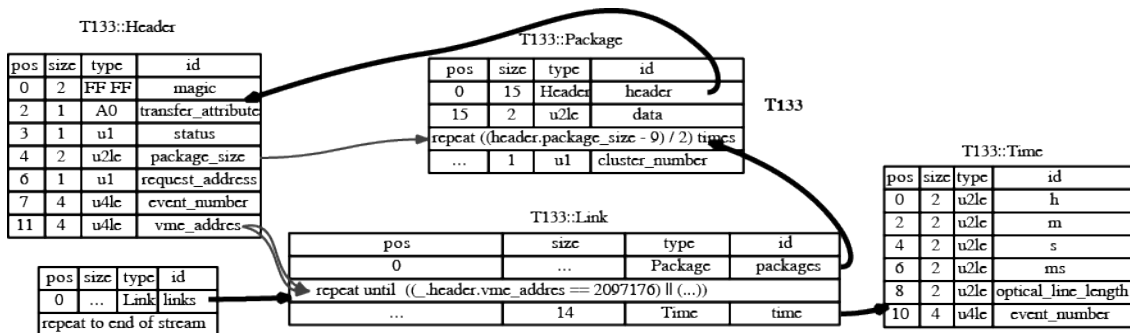 T133::Header
pos size type id
0 2 FF FF magic
2 1 A0 transfer_attribute
3 1 u1 status
4 2 u2le package_size
6 1 u1 request_address
7 4 u4le event_number
11 4 u4le vme_addres
T133::Package
pos size type id
0 15 Header header
15 2 u2le data
repeat ((header.package_size - 9) / 2) times
... 1 u1 cluster_number
T133
T133::Time
pos size type id
0 2 u2le h
2 2 u2le m
4 2 u2le s
6 2 u2le ms
8 2 u2le optical_line_length
10 4 u4le event_number
T133::Link
pos size type id
0 ... Package packages
repeat until ((_.header.vme_addres == 2097176) || (...))
... 14 Time time
pos size type id
0 ... Link links
repeat to end of stream